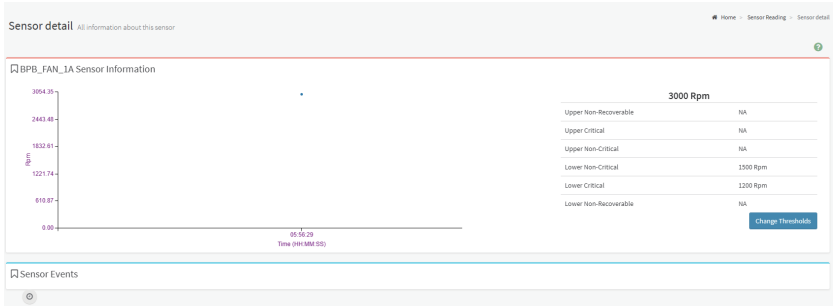 Sensor detail All information about this sensor
Home > Sensor Reading > Sensor detail
?
BPB_FAN_1A Sensor Information
3054.35
2443.48
1832.61
1221.74
610.87
0.00
Rpm
05:56:29
Time (HH:MM:SS)
3000 Rpm
Upper Non-Recoverable NA
Upper Critical NA
Upper Non-Critical NA
Lower Non-Critical 1500 Rpm
Lower Critical 1200 Rpm
Lower Non-Recoverable NA
Change Thresholds
Sensor Events